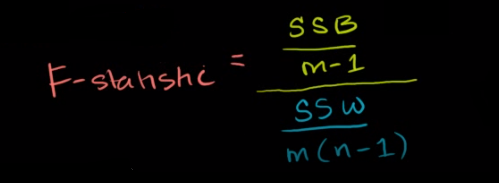 F-statistic = 
SSB
m-1
SSW
m(n-1)